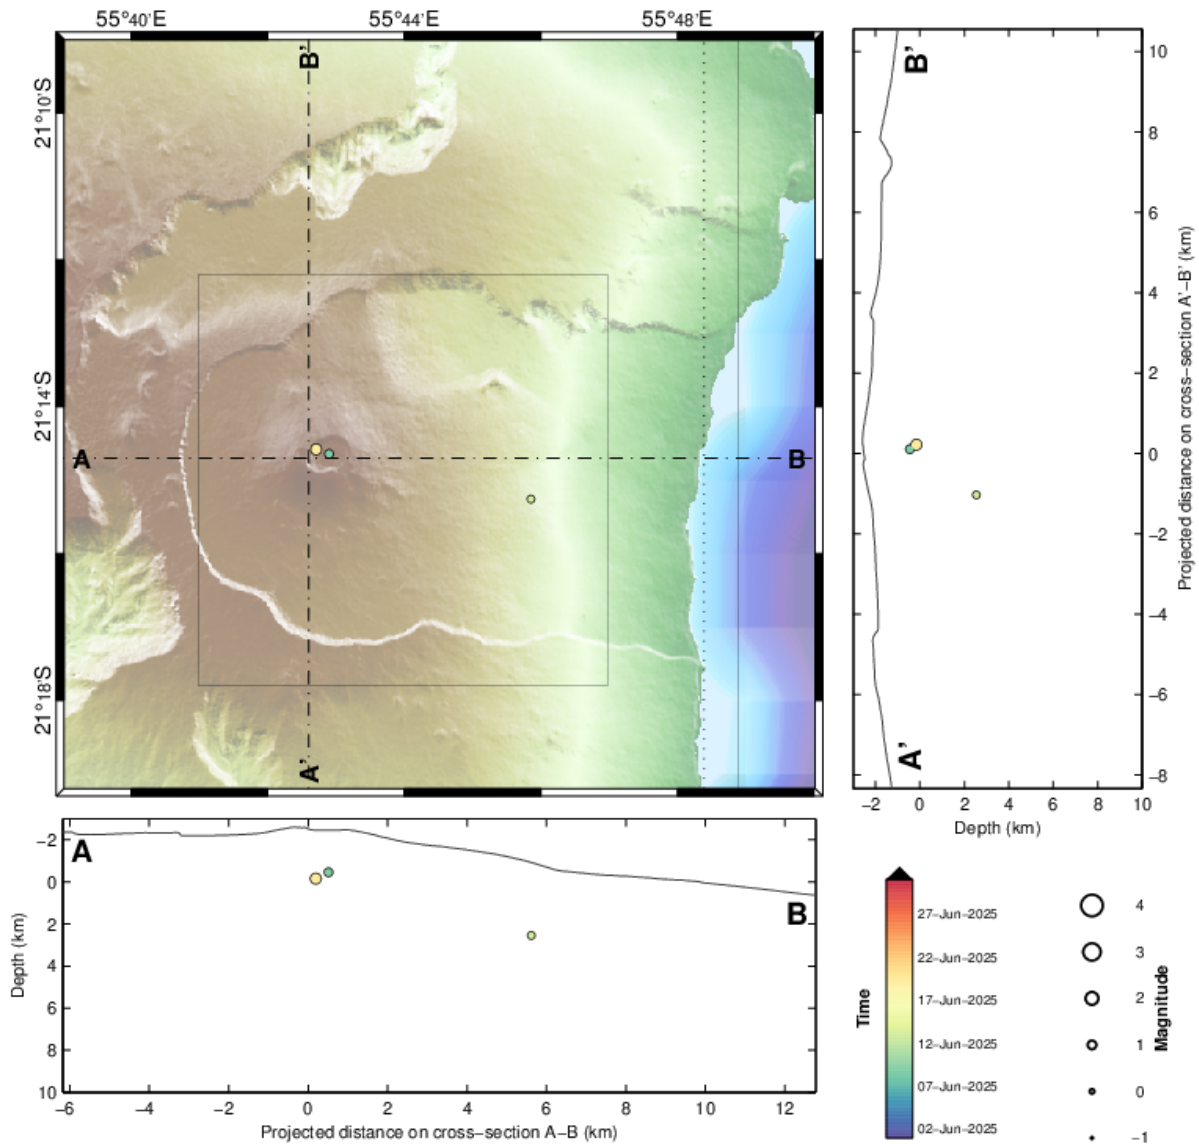 55°40'E 55°44'E 55°48'E
21°10'S
21°14'S
21°18'S
B'
A B
A'
B'
A'
10
8
6
4
2
0
−2
−4
−6
−8
Projected distance on cross−section A'−B' (km)
−2 0 2 4 6 8 10
Depth (km)
A
B
−2
0
2
4
6
8
10
Depth (km)
−6 −4 −2 0 2 4 6 8 10 12
Projected distance on cross−section A−B (km)
Time
27−Jun−2025
22−Jun−2025
17−Jun−2025
12−Jun−2025
07−Jun−2025
02−Jun−2025
4
3
2
1
0
−1
Magnitude